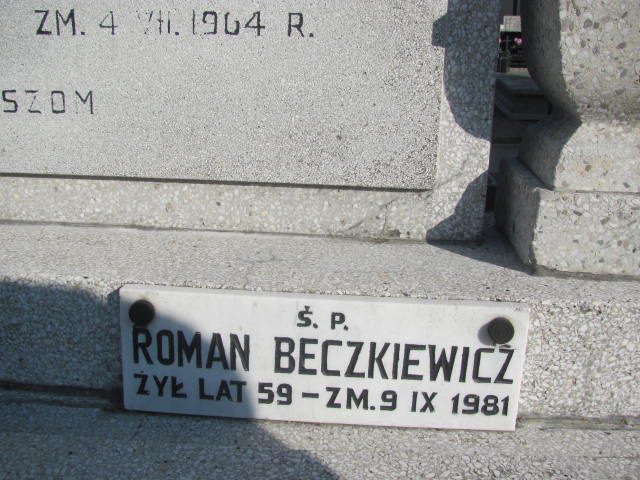 ZM. 4 VII. 1964 R.
SZOM
Ś. P.
ROMAN BECZKIEWICZ
ŻYŁ LAT 59 - ZM. 9 IX 1981